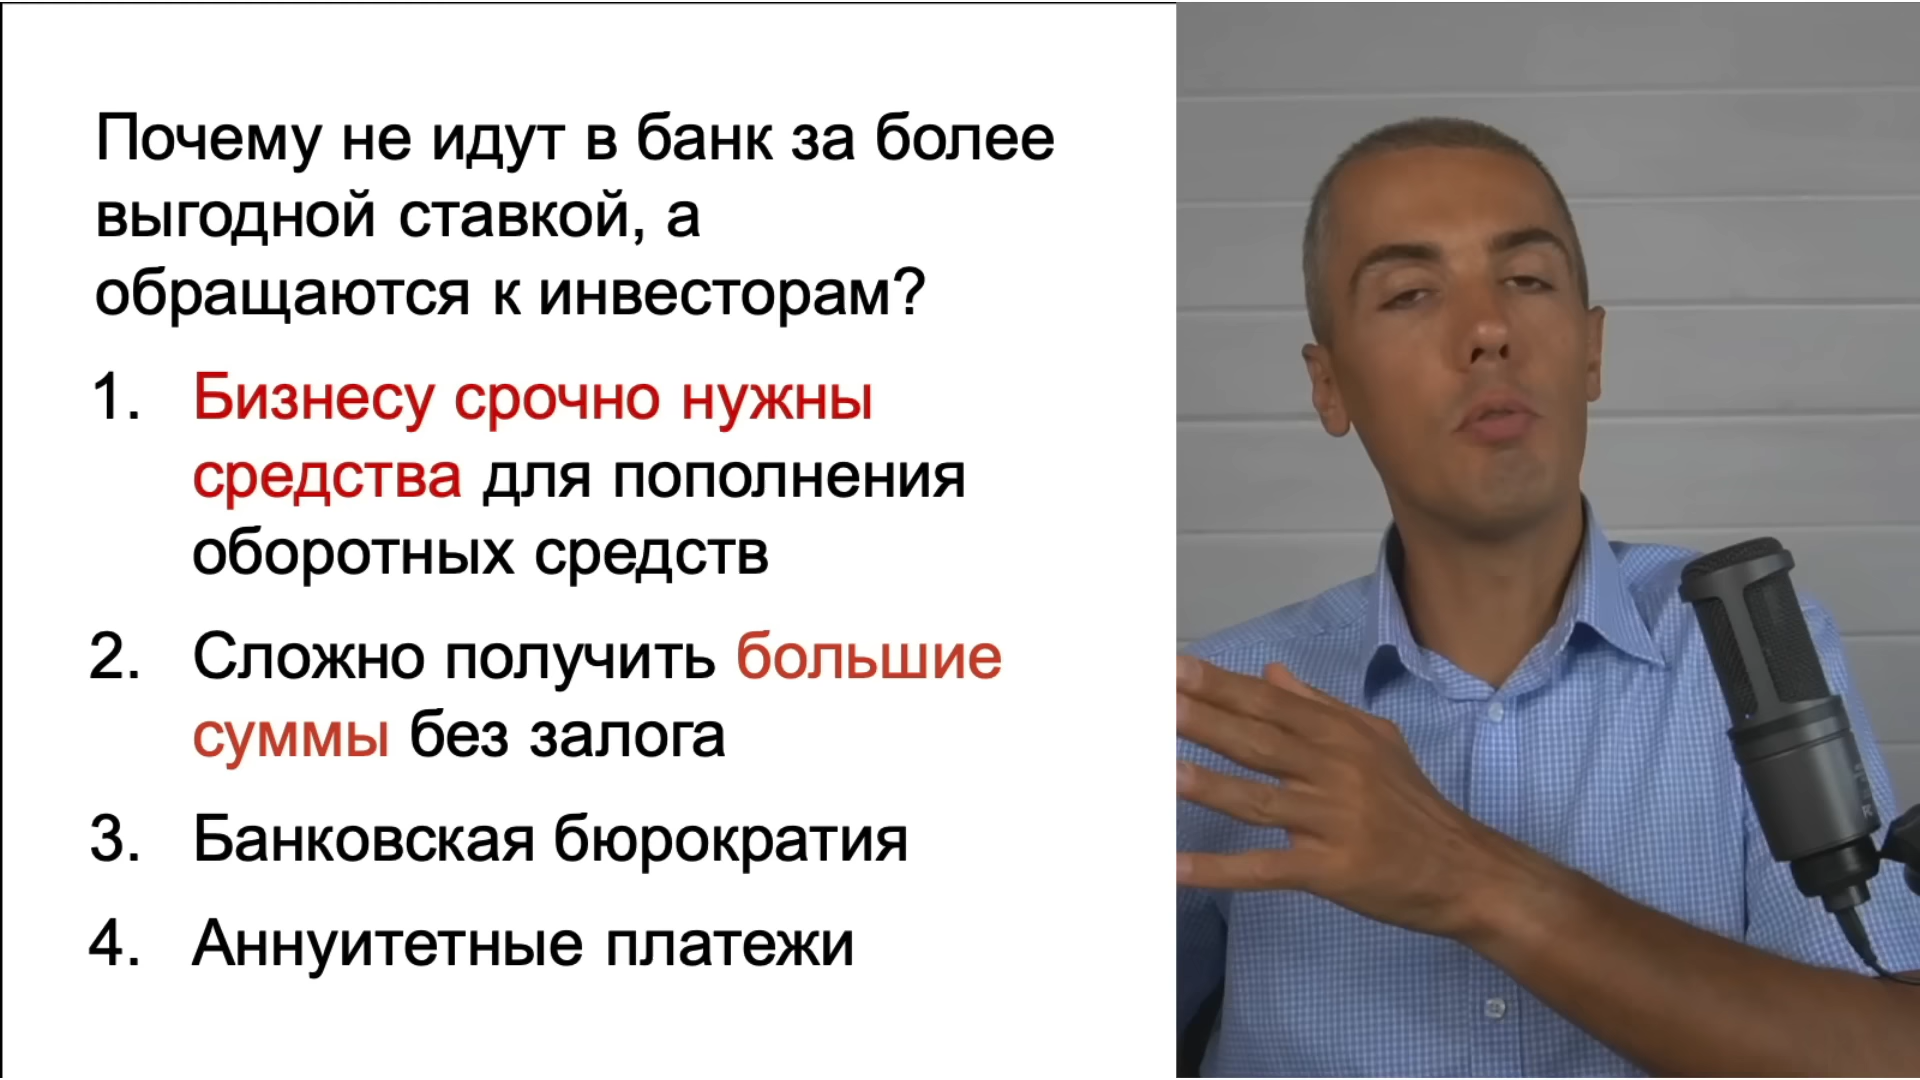 Почему не идут в банк за более
выгодной ставкой, а
обращаются к инвесторам?
1. Бизнесу срочно нужны
средства для пополнения
оборотных средств
2. Сложно получить большие
суммы без залога
3. Банковская бюрократия
4. Аннуитетные платежи